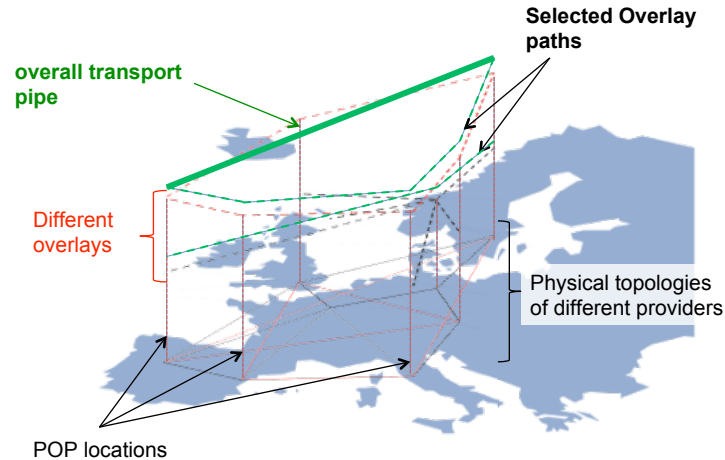 Selected Overlay
paths
overall transport
pipe
Different
overlays
Physical topologies
of different providers
POP locations